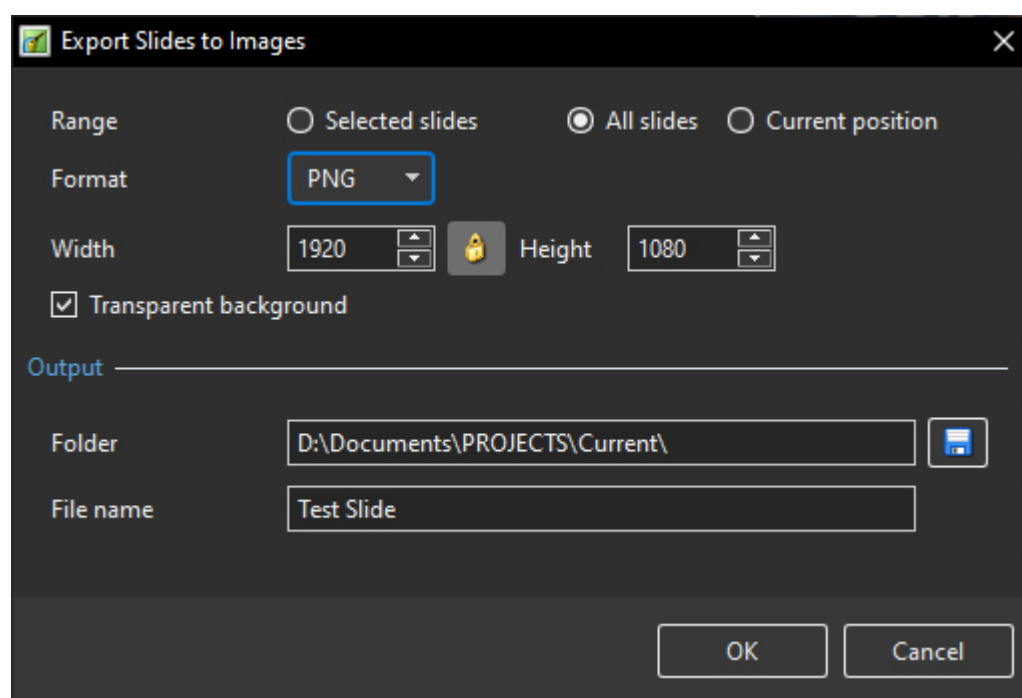 Export Slides to Images
Range Selected slides All slides Current position
Format PNG
Width 1920 Height 1080
Transparent background
Output
Folder D:\Documents\PROJECTS\Current\
File name Test Slide
OK Cancel